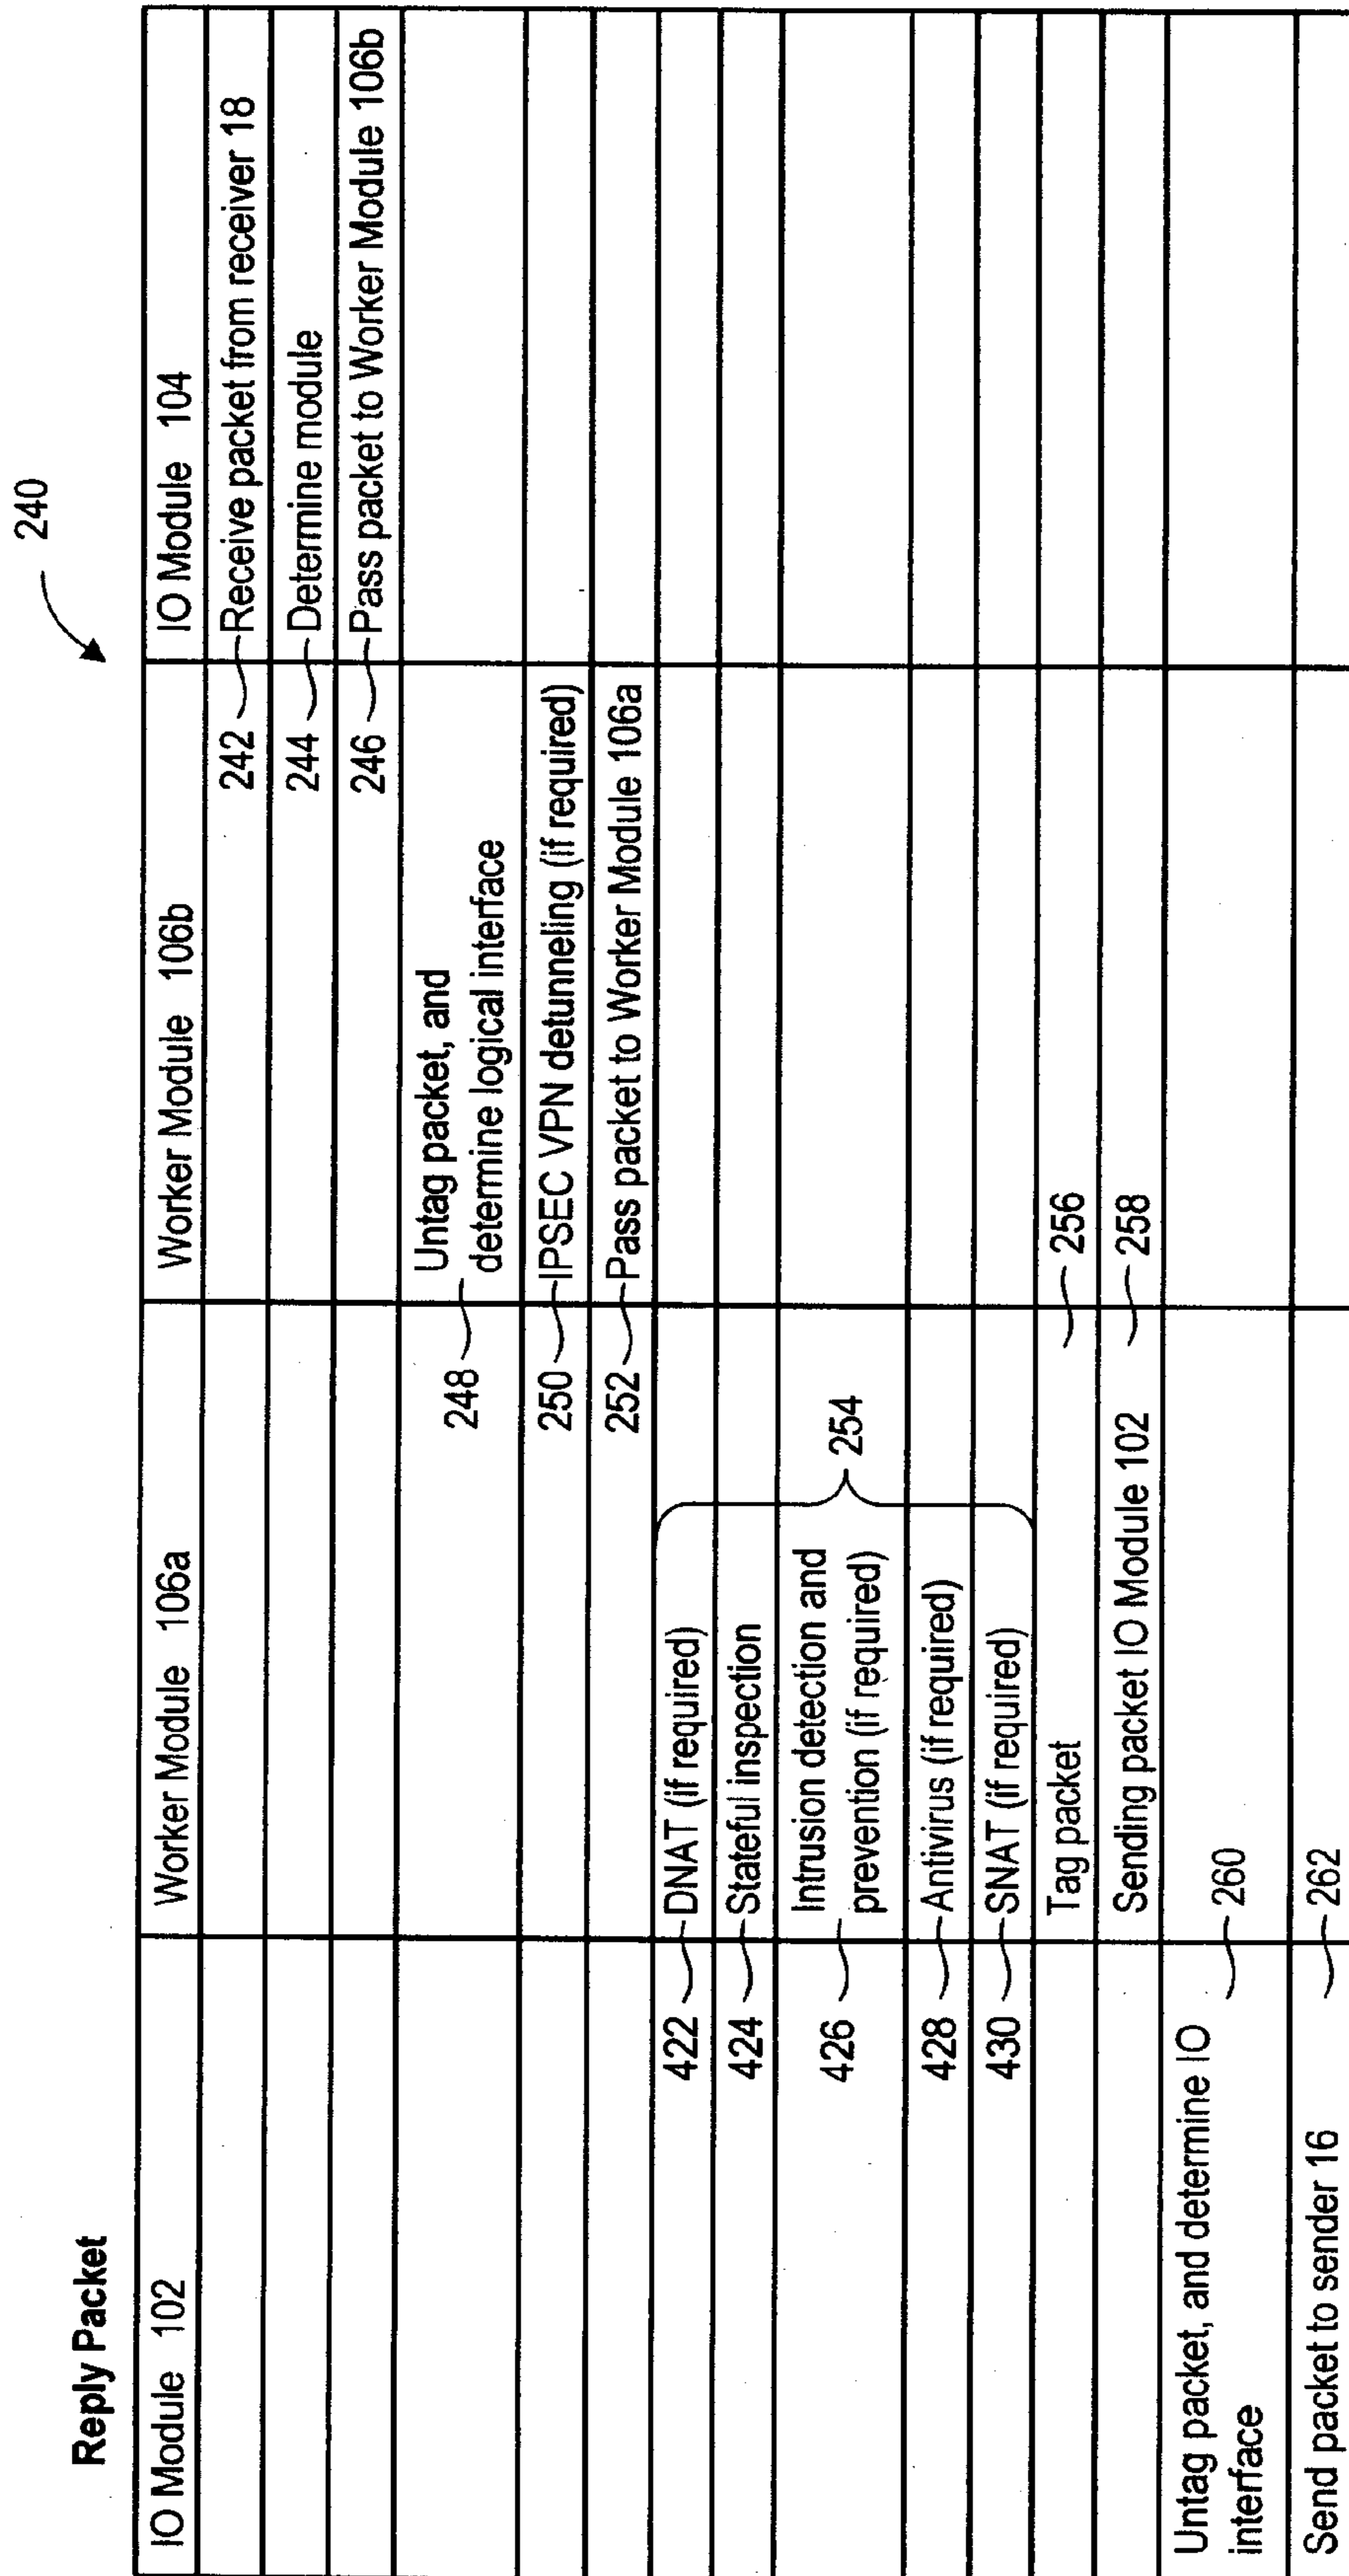 Reply Packet
240
IO Module 102
Worker Module 106a
Worker Module 106b
IO Module 104
242
Receive packet from receiver 18
244
Determine module
246
Pass packet to Worker Module 106b
248
Untag packet, and
determine logical interface
250
IPSEC VPN detunneling (if required)
252
Pass packet to Worker Module 106a
422
DNAT (if required)
424
Stateful inspection
426
Intrusion detection and
prevention (if required)
428
Antivirus (if required)
430
SNAT (if required)
254
Tag packet
256
Sending packet IO Module 102
258
Untag packet, and determine IO
interface
260
Send packet to sender 16
262